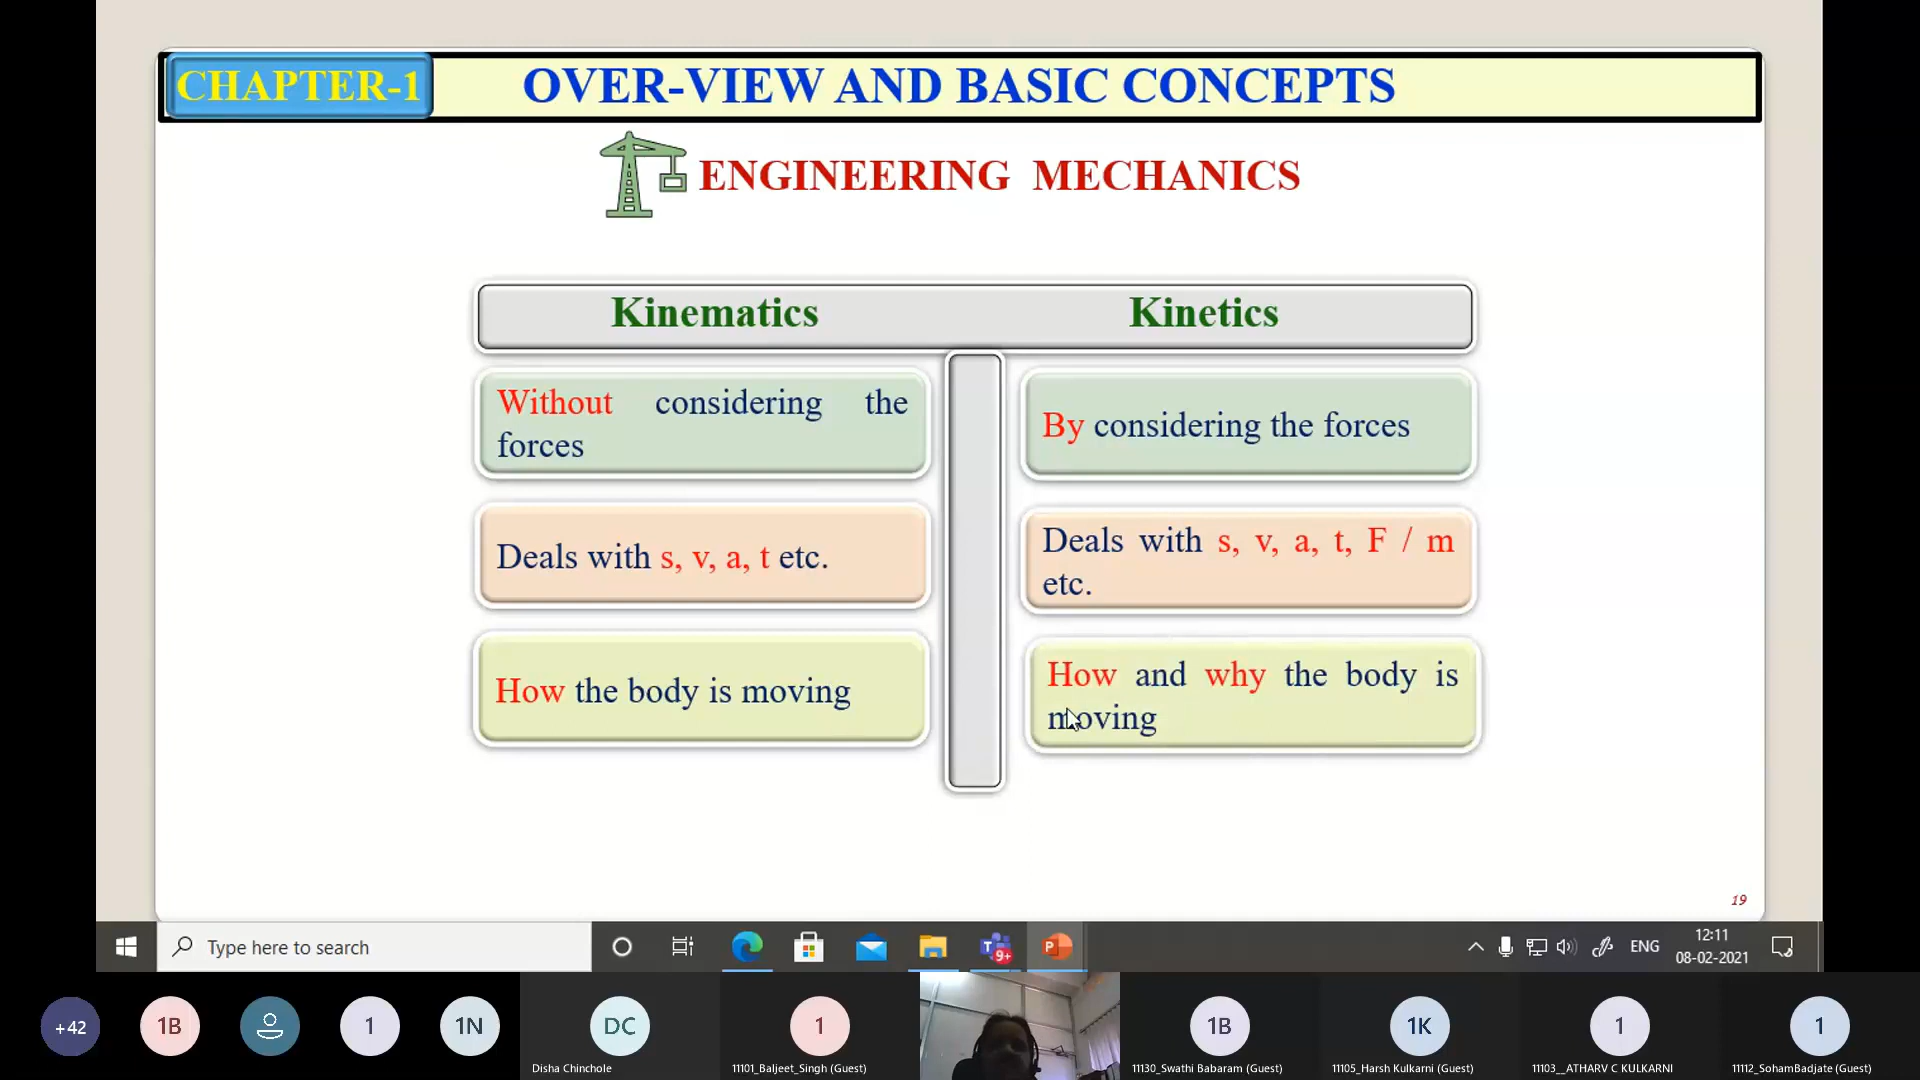 CHAPTER-1
OVER-VIEW AND BASIC CONCEPTS
ENGINEERING MECHANICS
Kinematics
Kinetics
Without considering the
forces
By considering the forces
Deals with s, v, a, t etc.
Deals with s, v, a, t, F / m
etc.
How the body is moving
How and why the body is
moving
19
Type here to search
9+
ENG
12:11
08-02-2021
+42
1B
1
1N
DC
Disha Chinchole
1
11101_Baljeet_Singh (Guest)
1B
11130_Swathi Babaram (Guest)
1K
11105_Harsh Kulkarni (Guest)
1
11103__ATHARV C KULKARNI
1
11112_SohamBadjate (Guest)